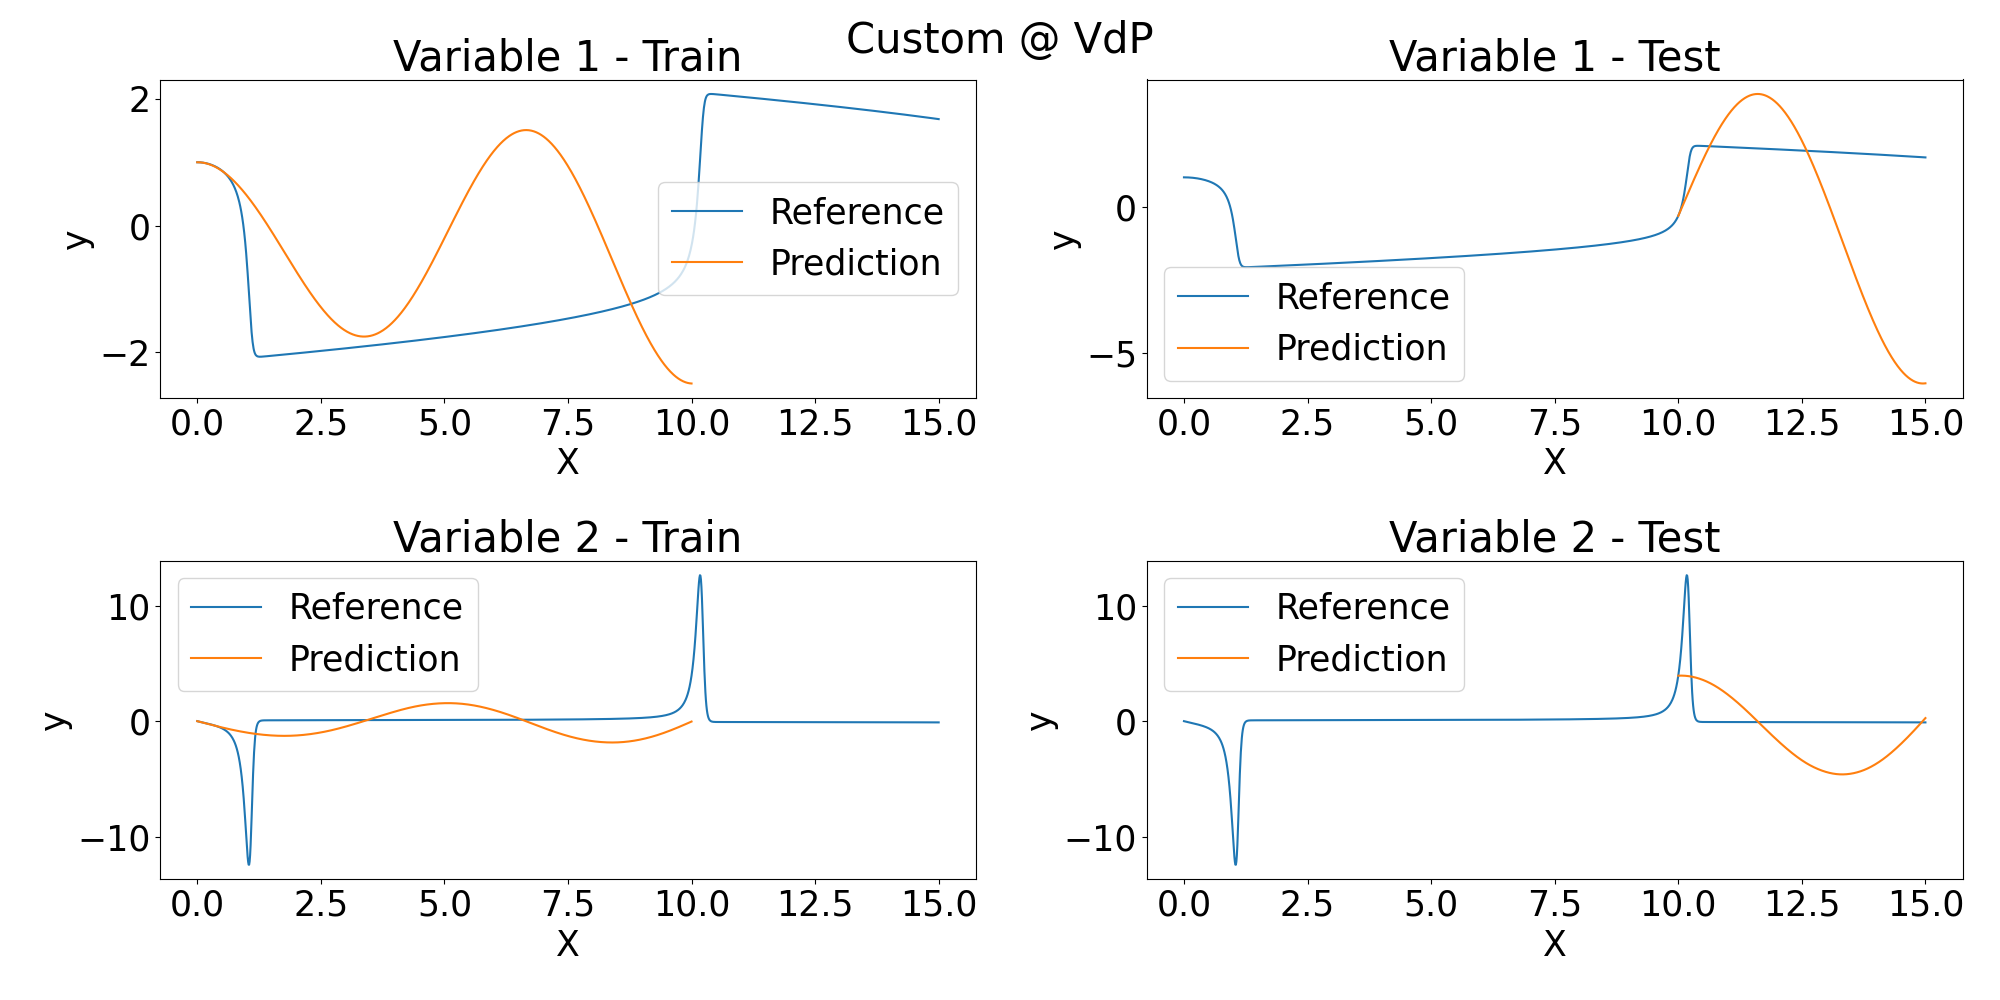 Custom @ VdP
Variable 1 - Train
2
0
−2
y
Reference
Prediction
0.0 2.5 5.0 7.5 10.0 12.5 15.0
X
Variable 1 - Test
0
−5
y
Reference
Prediction
0.0 2.5 5.0 7.5 10.0 12.5 15.0
X
Variable 2 - Train
10
0
−10
y
Reference
Prediction
0.0 2.5 5.0 7.5 10.0 12.5 15.0
X
Variable 2 - Test
10
0
−10
y
Reference
Prediction
0.0 2.5 5.0 7.5 10.0 12.5 15.0
X